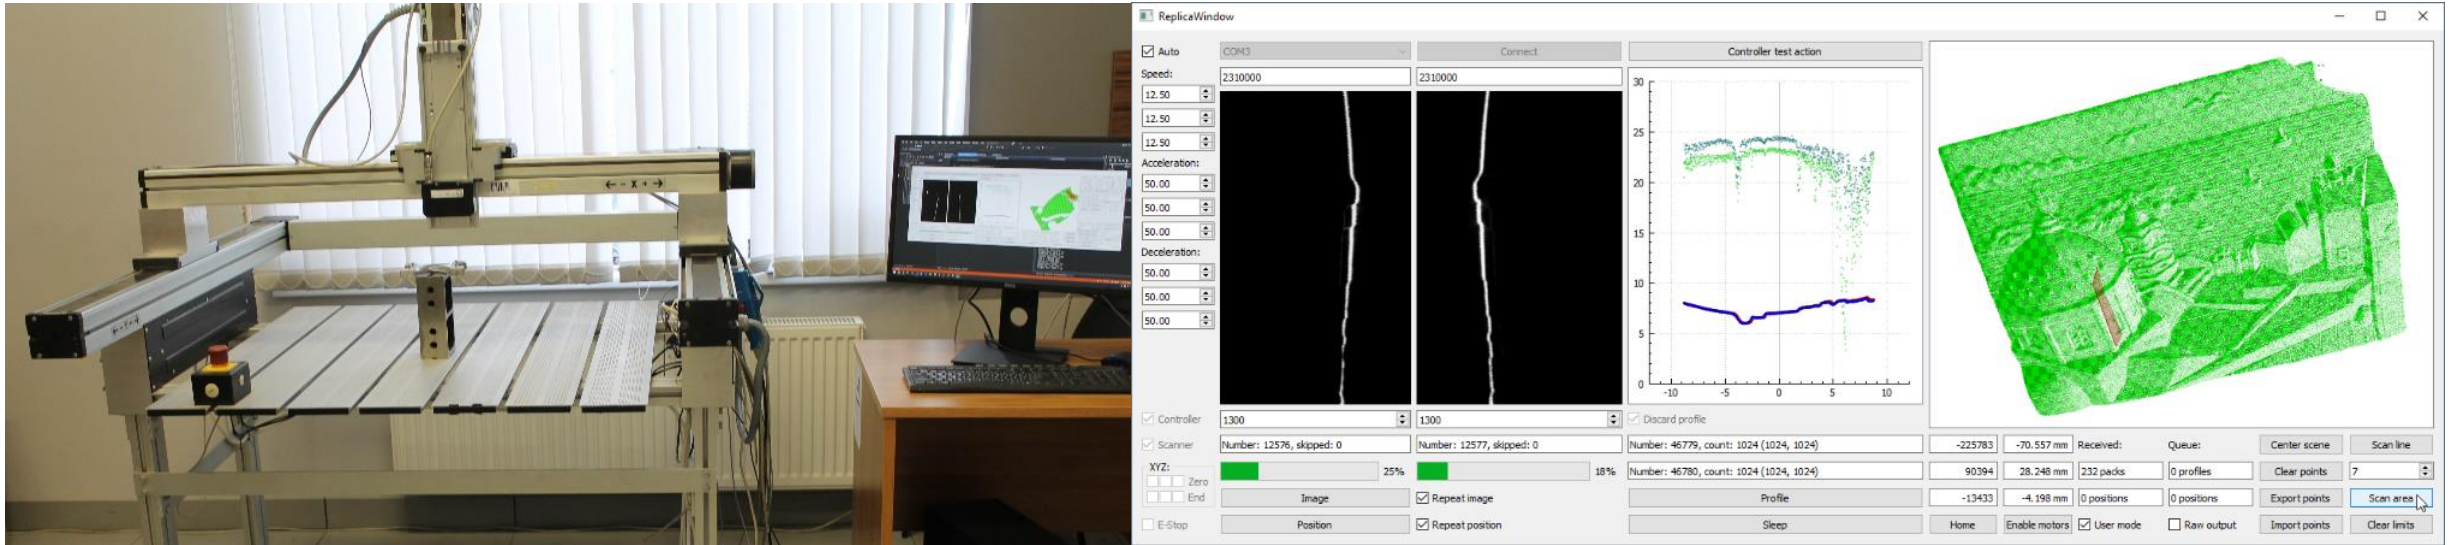 ← - X + →
ReplicaWindow
Auto
COM3
Connect
Controller test action
Speed:
2310000
2310000
12.50
12.50
12.50
Acceleration:
50.00
50.00
50.00
Deceleration:
50.00
50.00
50.00
30
25
20
15
10
5
0
-10 -5 0 5 10
Controller
1300
1300
Discard profile
Scanner
Number: 12576, skipped: 0
Number: 12577, skipped: 0
Number: 46779, count: 1024 (1024, 1024)
-225783
-70.557 mm
Received:
Queue:
Center scene
Scan line
XYZ:
Zero
End
25%
18%
Number: 46780, count: 1024 (1024, 1024)
90394
28.248 mm
232 packs
0 profiles
Clear points
7
Image
Repeat image
Profile
-13433
-4.198 mm
0 positions
0 positions
Export points
Scan area
E-Stop
Position
Repeat position
Sleep
Home
Enable motors
User mode
Raw output
Import points
Clear limits